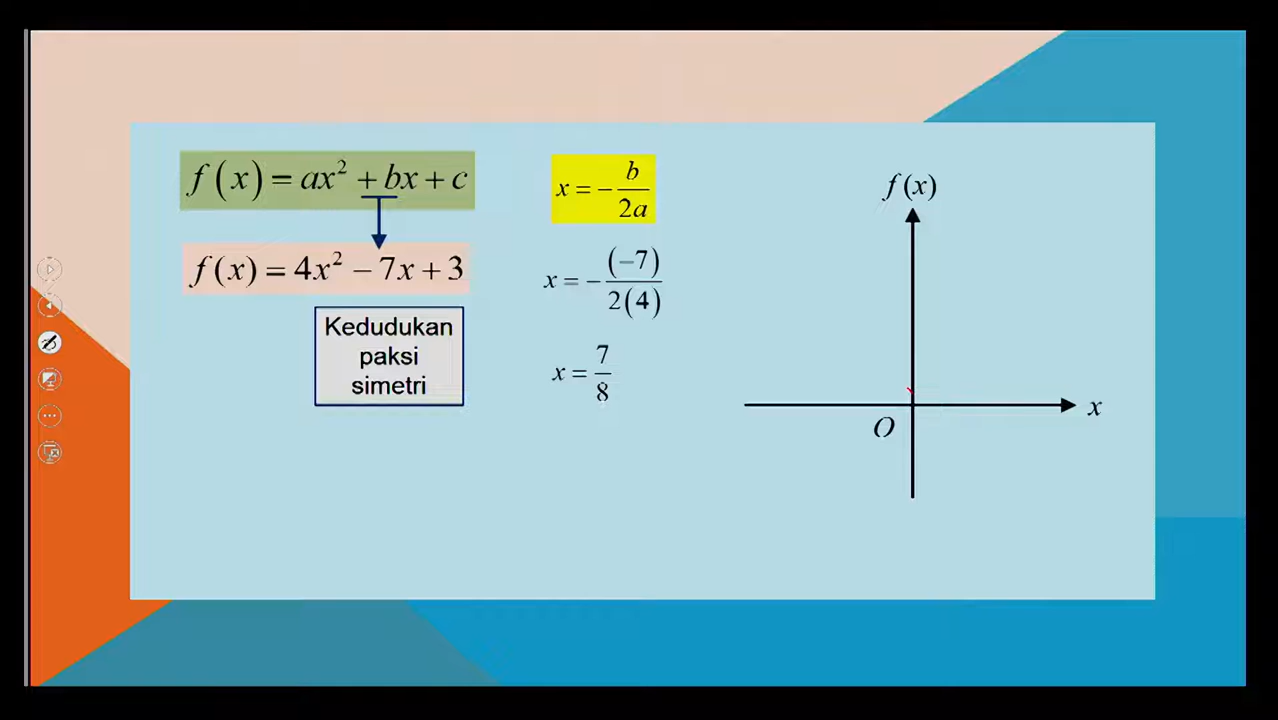 f(x) = ax² + bx + c
f(x) = 4x² − 7x + 3
Kedudukan
paksi
simetri
x = −b/2a
x = −(−7)/2(4)
x = 7/8
f(x)
x
O